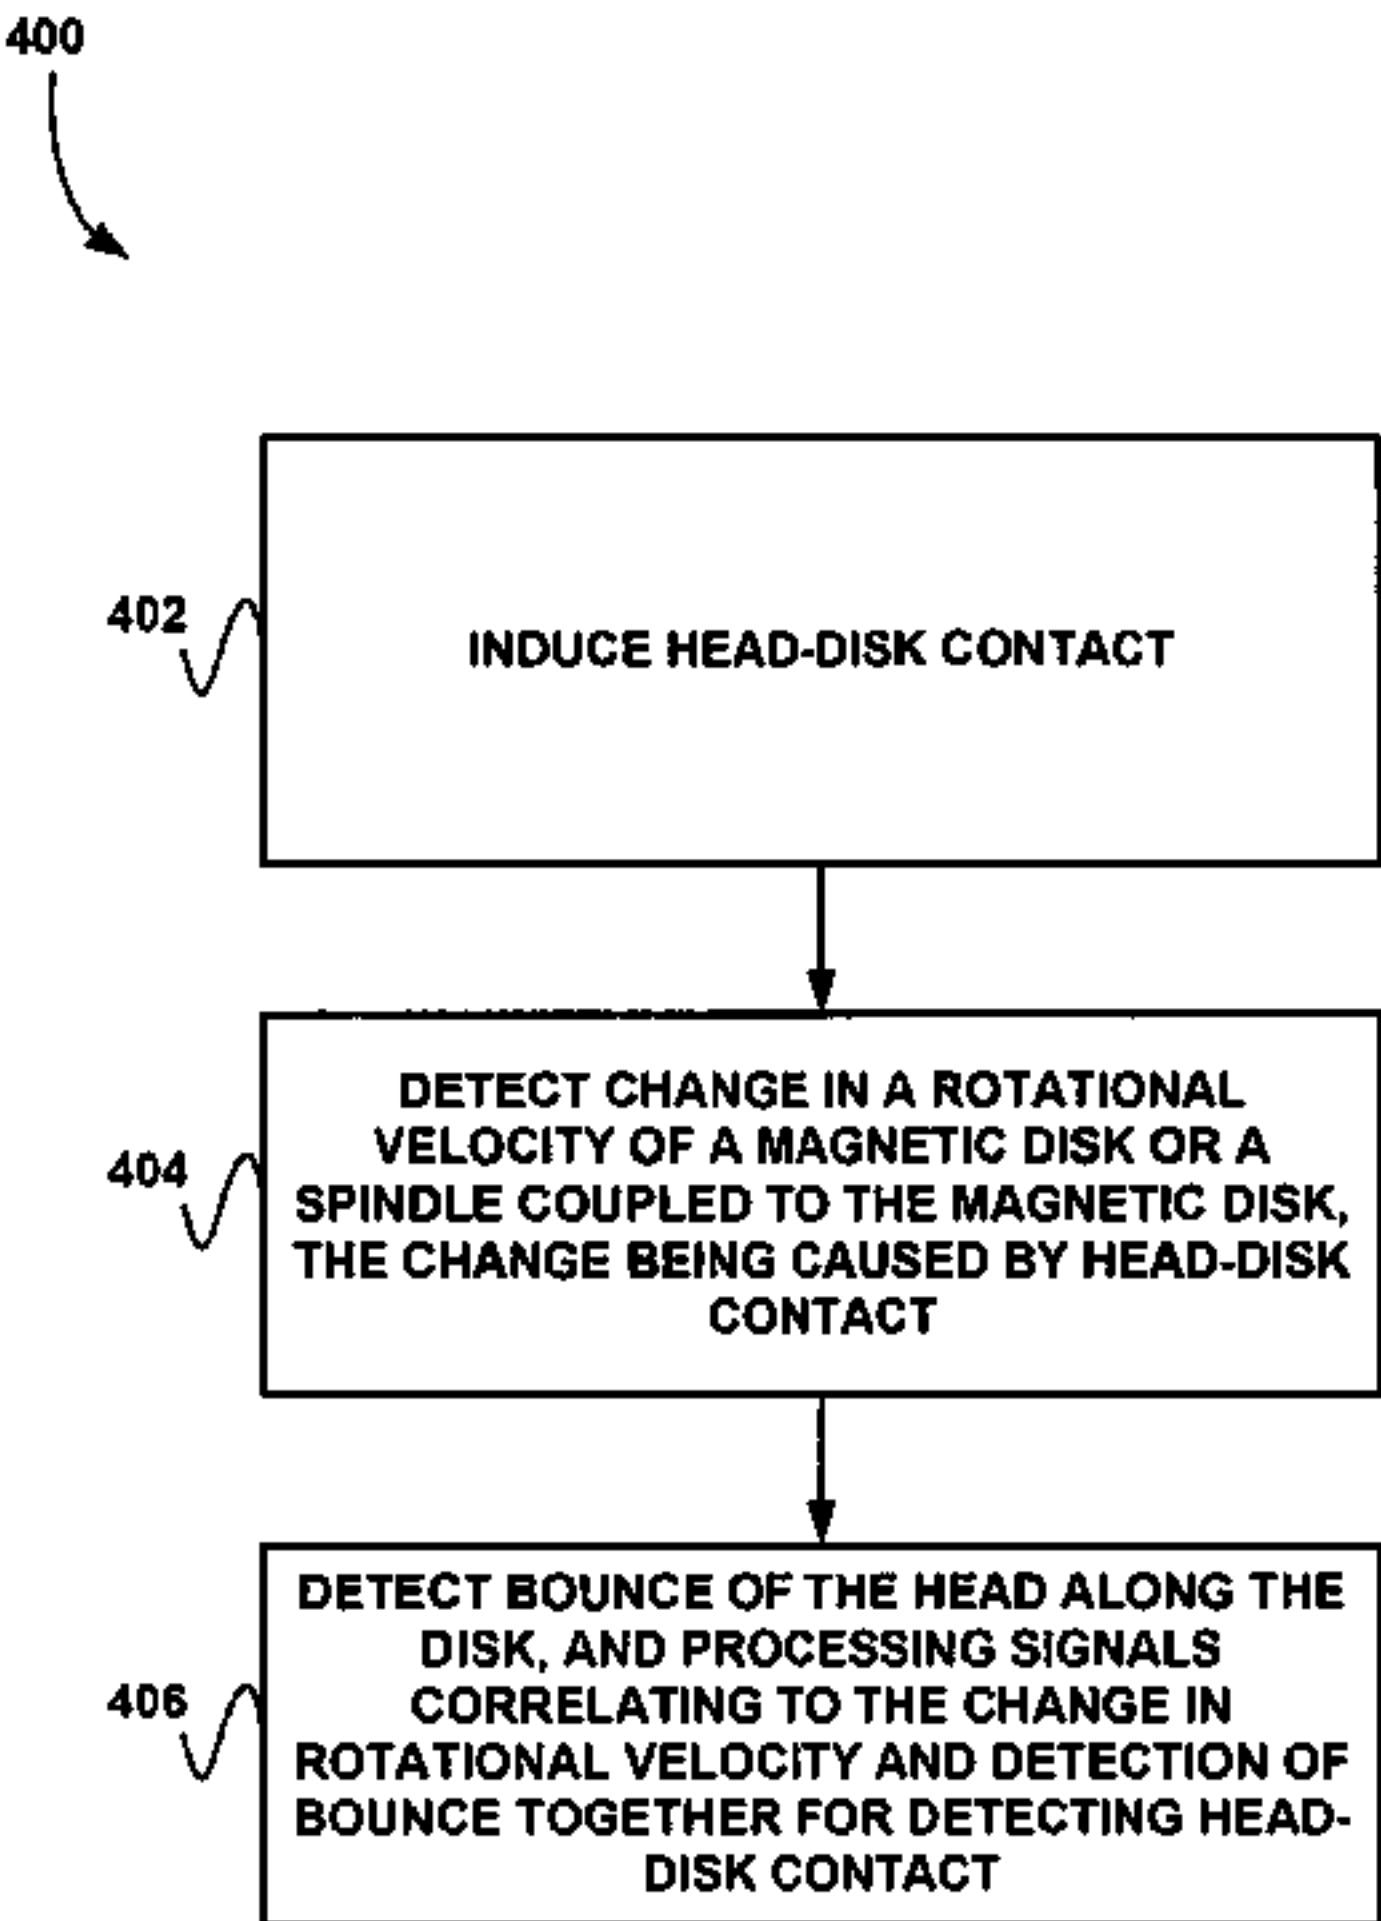 400
402
INDUCE HEAD-DISK CONTACT
404
DETECT CHANGE IN A ROTATIONAL
VELOCITY OF A MAGNETIC DISK OR A
SPINDLE COUPLED TO THE MAGNETIC DISK,
THE CHANGE BEING CAUSED BY HEAD-DISK
CONTACT
406
DETECT BOUNCE OF THE HEAD ALONG THE
DISK, AND PROCESSING SIGNALS
CORRELATING TO THE CHANGE IN
ROTATIONAL VELOCITY AND DETECTION OF
BOUNCE TOGETHER FOR DETECTING HEAD-
DISK CONTACT